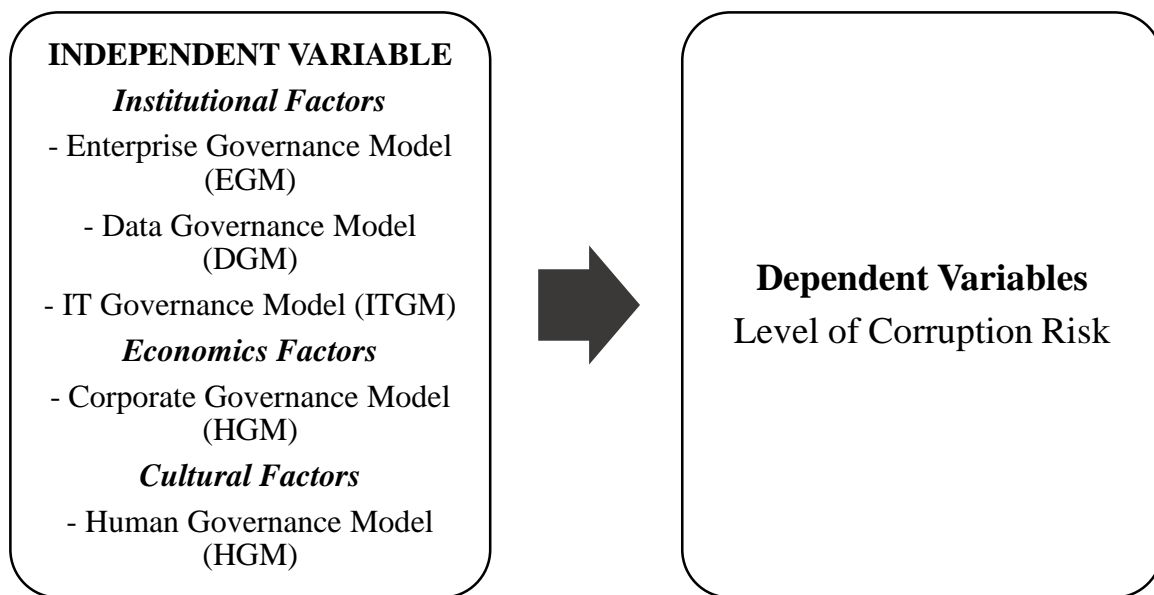 INDEPENDENT VARIABLE
Institutional Factors
- Enterprise Governance Model
(EGM)
- Data Governance Model
(DGM)
- IT Governance Model (ITGM)
Economics Factors
- Corporate Governance Model
(HGM)
Cultural Factors
- Human Governance Model
(HGM)
Dependent Variables
Level of Corruption Risk